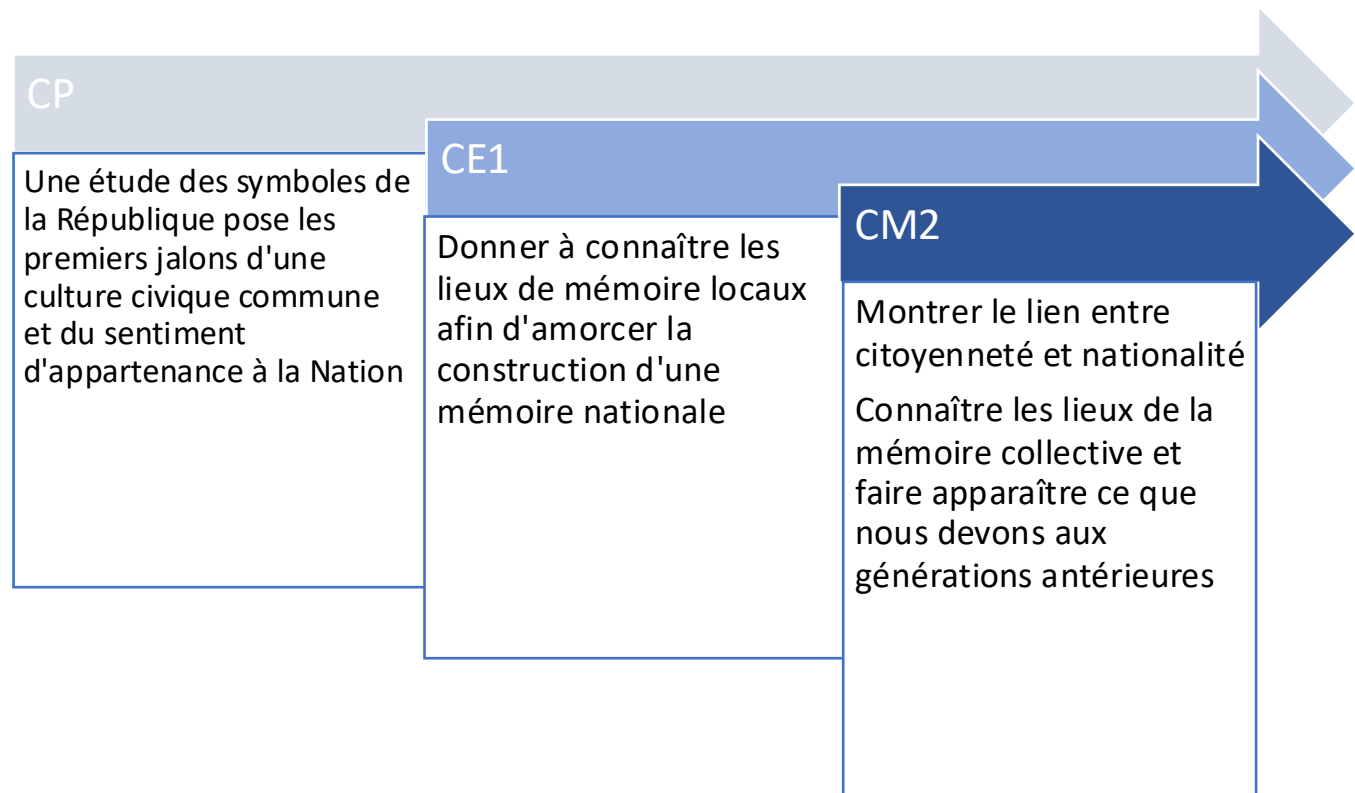 CP
Une étude des symboles de
la République pose les
premiers jalons d'une
culture civique commune
et du sentiment
d'appartenance à la Nation
CE1
Donner à connaître les
lieux de mémoire locaux
afin d'amorcer la
construction d'une
mémoire nationale
CM2
Montrer le lien entre
citoyenneté et nationalité
Connaître les lieux de la
mémoire collective et
faire apparaître ce que
nous devons aux
générations antérieures